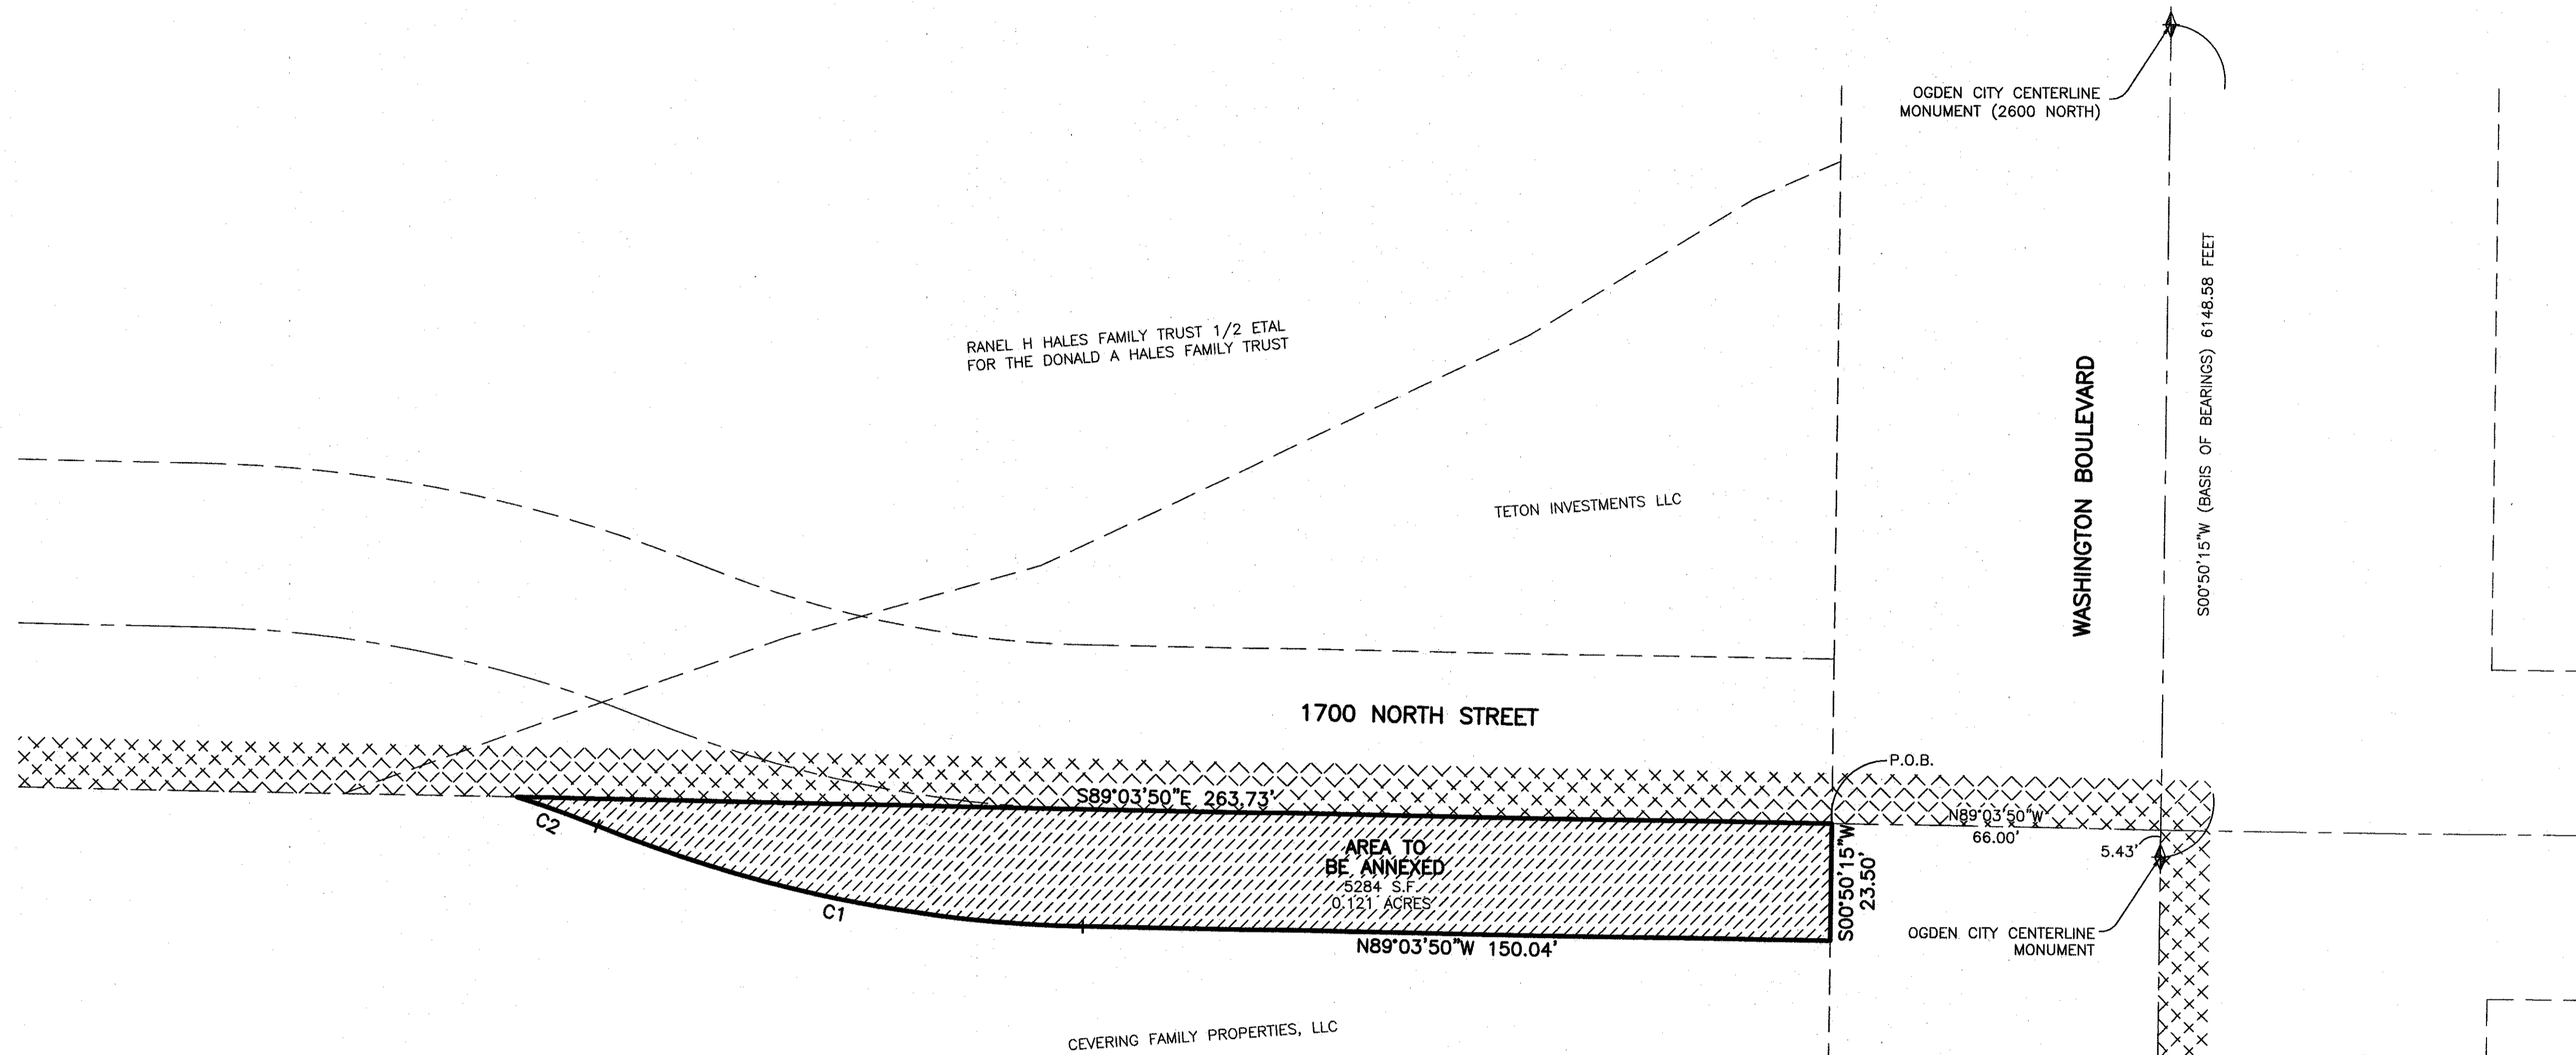 OGDEN CITY CENTERLINE
MONUMENT (2600 NORTH)
S00°50'15"W (BASIS OF BEARINGS) 6148.58 FEET
WASHINGTON BOULEVARD
RANEL H HALES FAMILY TRUST 1/2 ETAL
FOR THE DONALD A HALES FAMILY TRUST
TETON INVESTMENTS LLC
1700 NORTH STREET
P.O.B.
S89°03'50"E 263.73'
N89°03'50"W
66.00'
5.43'
C2
C1
AREA TO
BE ANNEXED
5284 S.F.
0.121 ACRES
S00°50'15"W
23.50'
N89°03'50"W 150.04'
OGDEN CITY CENTERLINE
MONUMENT
CEVERING FAMILY PROPERTIES, LLC